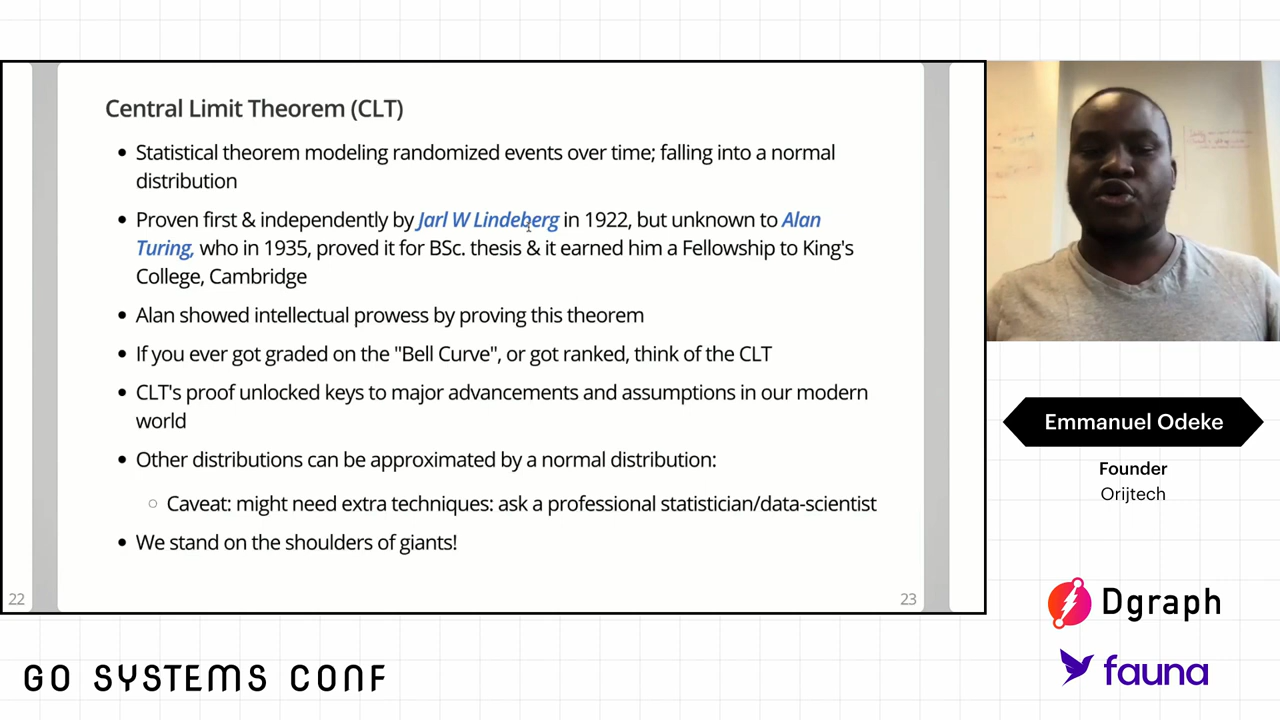 Central Limit Theorem (CLT)
• Statistical theorem modeling randomized events over time; falling into a normal
distribution
• Proven first & independently by Jarl W Lindeberg in 1922, but unknown to Alan
Turing, who in 1935, proved it for BSc. thesis & it earned him a Fellowship to King's
College, Cambridge
• Alan showed intellectual prowess by proving this theorem
• If you ever got graded on the "Bell Curve", or got ranked, think of the CLT
• CLT's proof unlocked keys to major advancements and assumptions in our modern
world
• Other distributions can be approximated by a normal distribution:
○ Caveat: might need extra techniques: ask a professional statistician/data-scientist
• We stand on the shoulders of giants!
22
23
Emmanuel Odeke
Founder
Orijtech
Dgraph
fauna
GO SYSTEMS CONF